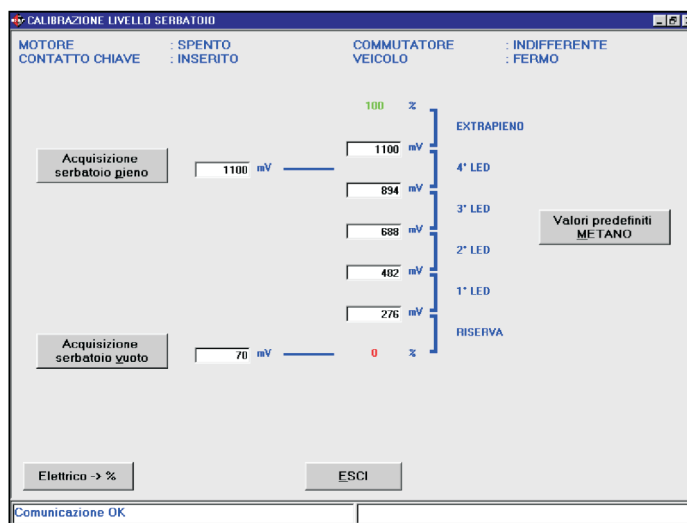 CALIBRAZIONE LIVELLO SERBATOIO
MOTORE : SPENTO COMMUTATORE : INDIFFERENTE
CONTATTO CHIAVE : INSERITO VEICOLO : FERMO
100 %
EXTRAPIENO
Acquisizione serbatoio pieno
1100 mV
1100 mV
4° LED
894 mV
3° LED
688 mV
2° LED
482 mV
1° LED
276 mV
RISERVA
Valori predefiniti
METANO
Acquisizione
serbatoio vuoto
70 mV
0 %
Elettrico -> %
ESCI
Comunicazione OK